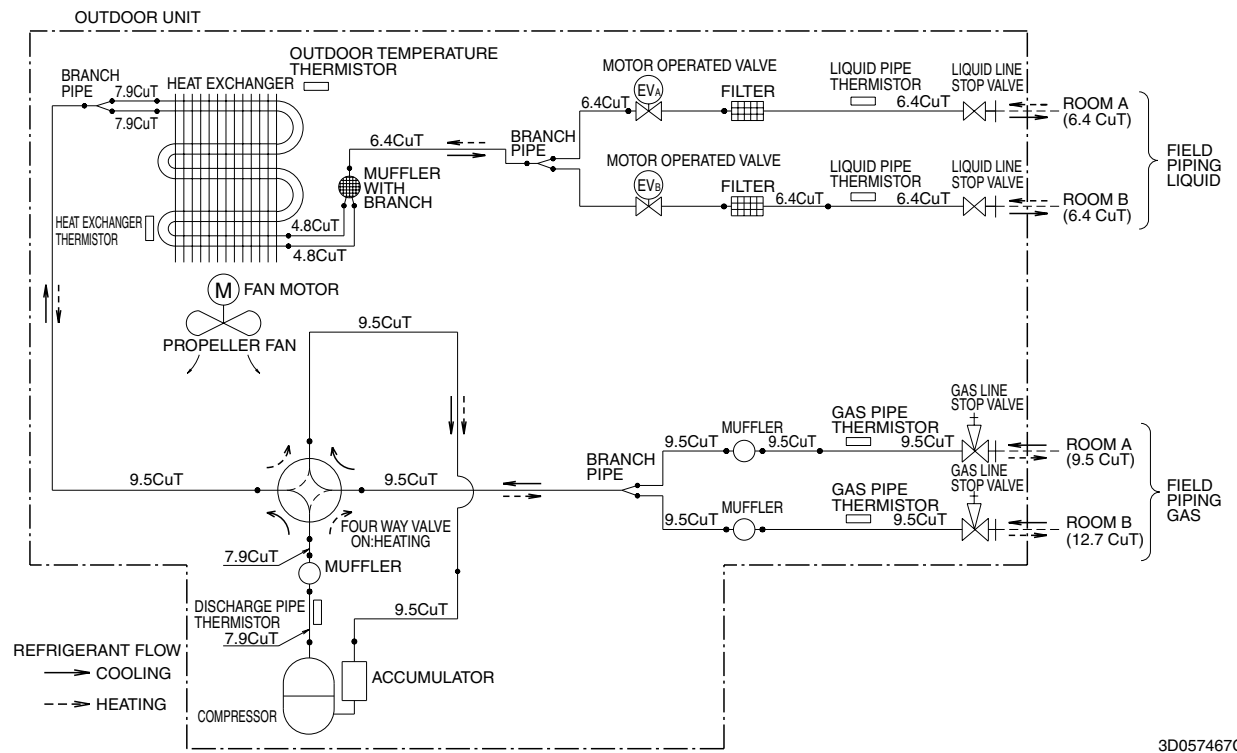 OUTDOOR UNIT
OUTDOOR TEMPERATURE
THERMISTOR
BRANCH
PIPE
7.9CuT
HEAT EXCHANGER
7.9CuT
MOTOR OPERATED VALVE
EVA
6.4CuT
FILTER
LIQUID PIPE
THERMISTOR
6.4CuT
LIQUID LINE
STOP VALVE
ROOM A
(6.4 CuT)
6.4CuT
BRANCH
PIPE
MUFFLER
WITH
BRANCH
MOTOR OPERATED VALVE
EVB
FILTER
6.4CuT
LIQUID PIPE
THERMISTOR
6.4CuT
LIQUID LINE
STOP VALVE
ROOM B
(6.4 CuT)
FIELD
PIPING
LIQUID
HEAT EXCHANGER
THERMISTOR
4.8CuT
4.8CuT
M
FAN MOTOR
PROPELLER FAN
9.5CuT
9.5CuT
9.5CuT
FOUR WAY VALVE
ON:HEATING
BRANCH
PIPE
9.5CuT
MUFFLER
9.5CuT
GAS PIPE
THERMISTOR
9.5CuT
GAS LINE
STOP VALVE
ROOM A
(9.5 CuT)
9.5CuT
MUFFLER
GAS PIPE
THERMISTOR
9.5CuT
GAS LINE
STOP VALVE
ROOM B
(12.7 CuT)
FIELD
PIPING
GAS
7.9CuT
MUFFLER
DISCHARGE PIPE
THERMISTOR
7.9CuT
9.5CuT
ACCUMULATOR
COMPRESSOR
REFRIGERANT FLOW
COOLING
HEATING